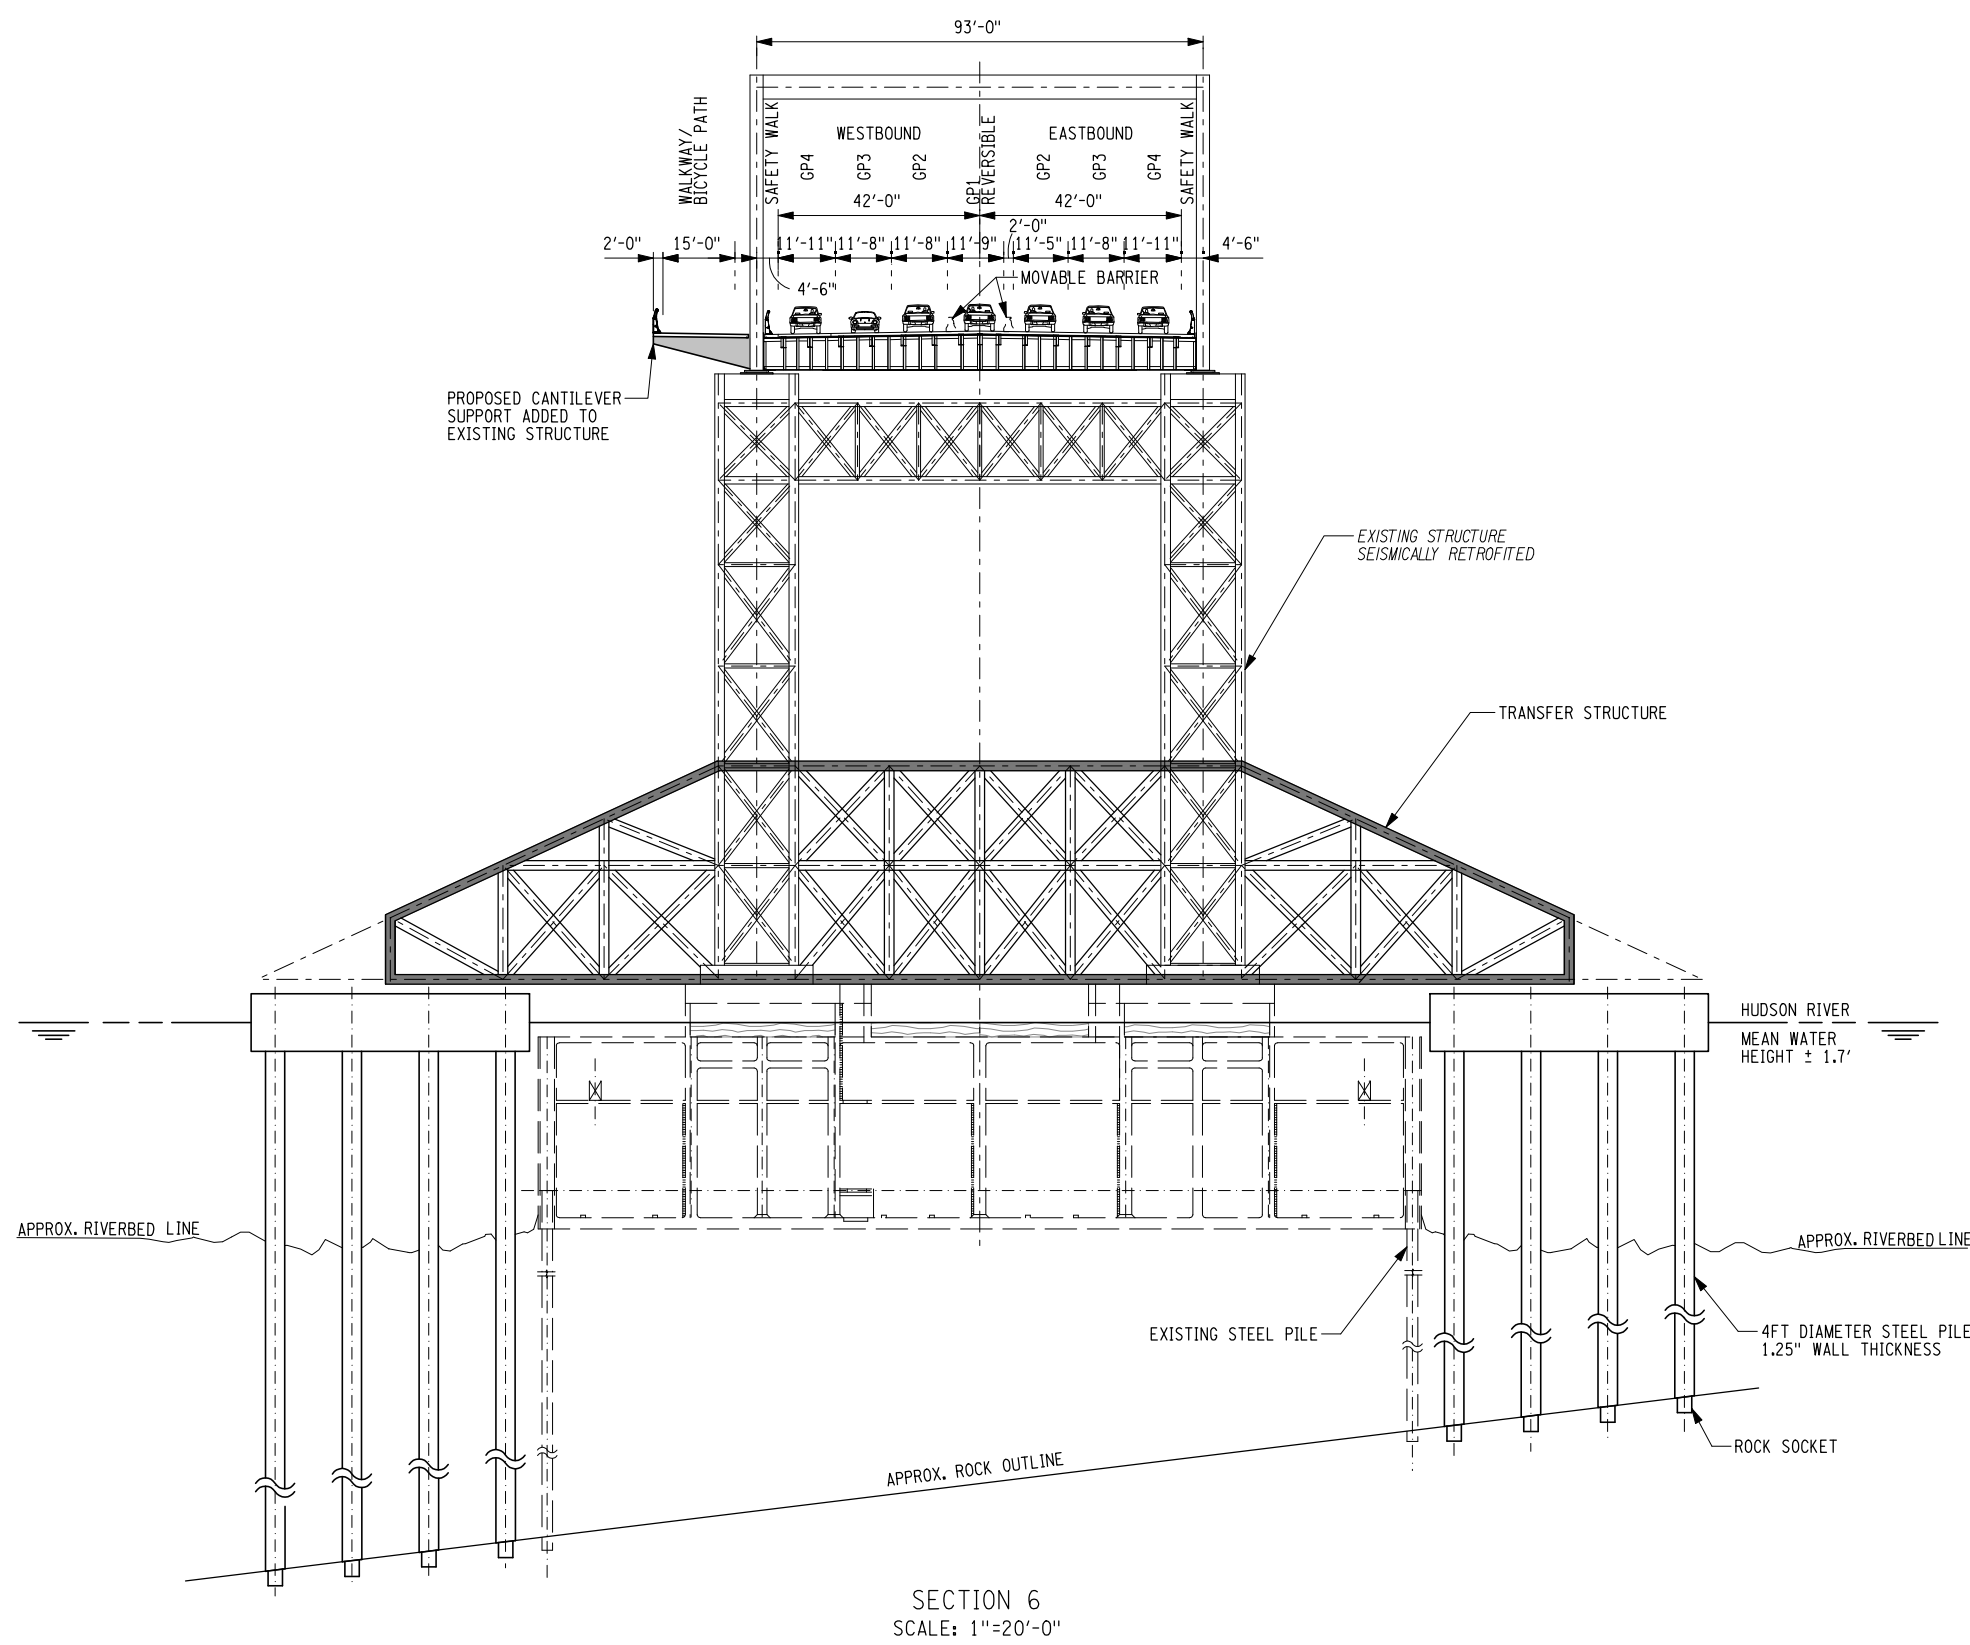 93'-0"
WALKWAY/
BICYCLE PATH
SAFETY WALK
WESTBOUND
GP4
GP3
GP2
GP1
REVERSIBLE
EASTBOUND
GP2
GP3
GP4
SAFETY WALK
42'-0"
42'-0"
2'-0"
2'-0"
15'-0"
11'-11"
11'-8"
11'-8"
11'-9"
11'-5"
11'-8"
11'-11"
4'-6"
4'-6"
MOVABLE BARRIER
PROPOSED CANTILEVER
SUPPORT ADDED TO
EXISTING STRUCTURE
EXISTING STRUCTURE
SEISMICALLY RETROFITED
TRANSFER STRUCTURE
HUDSON RIVER
MEAN WATER
HEIGHT ± 1.7'
APPROX. RIVERBED LINE
APPROX. RIVERBED LINE
EXISTING STEEL PILE
4FT DIAMETER STEEL PILE
1.25" WALL THICKNESS
ROCK SOCKET
APPROX. ROCK OUTLINE
SECTION 6
SCALE: 1"=20'-0"